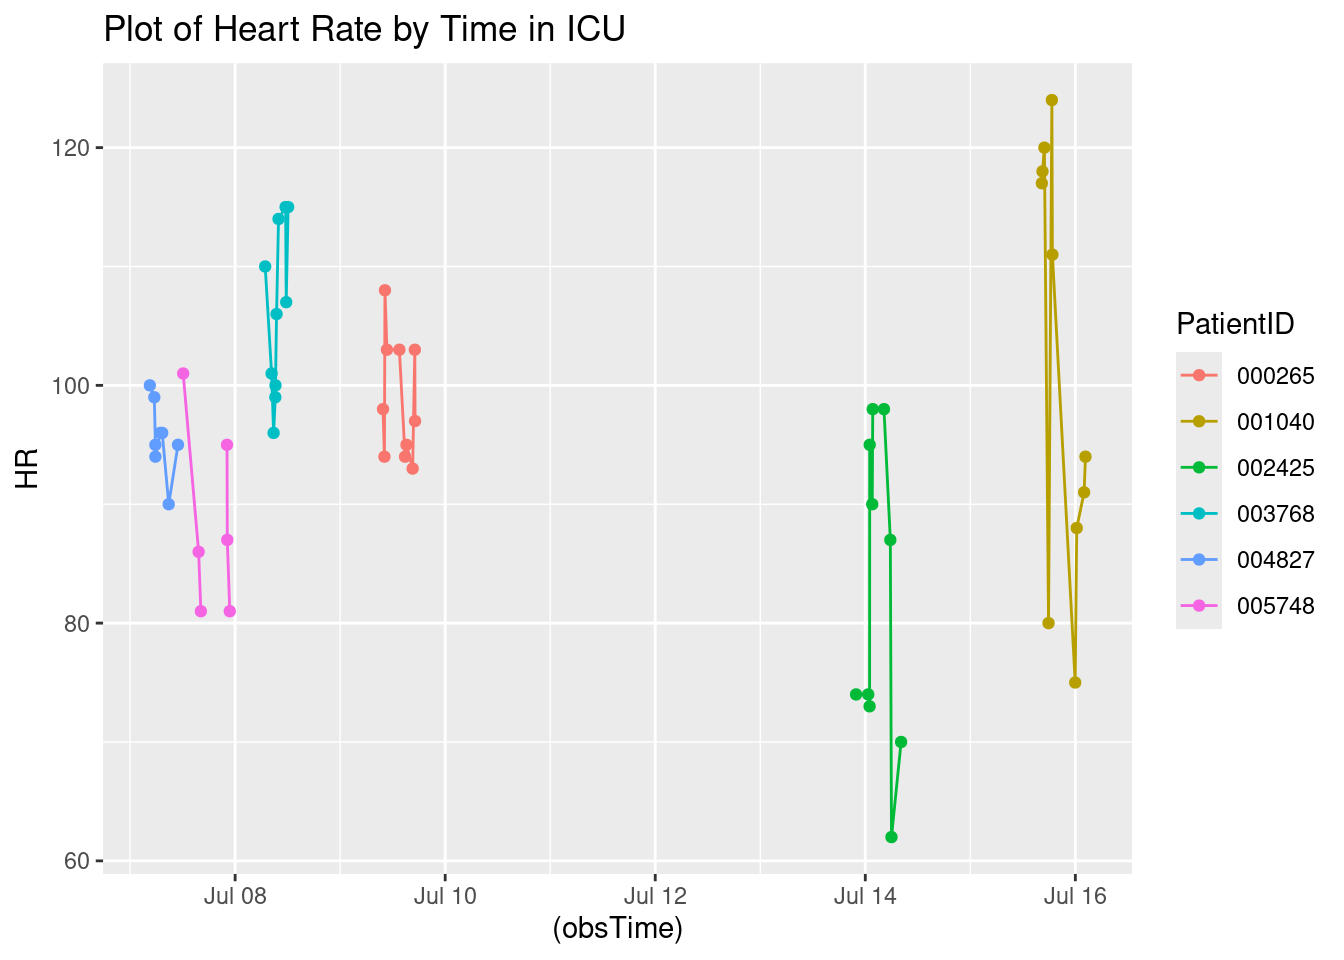 Plot of Heart Rate by Time in ICU
HR
120
100
80
60
Jul 08
Jul 10
Jul 12
Jul 14
Jul 16
(obsTime)
PatientID
000265
001040
002425
003768
004827
005748